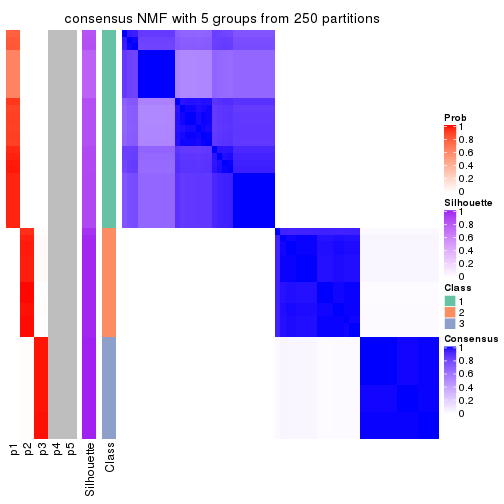 consensus NMF with 5 groups from 250 partitions
Prob
1
0.8
0.6
0.4
0.2
0
Silhouette
1
0.8
0.6
0.4
0.2
0
Class
1
2
3
Consensus
1
0.8
0.6
0.4
0.2
0
p1
p2
p3
p4
p5
Silhouette
Class